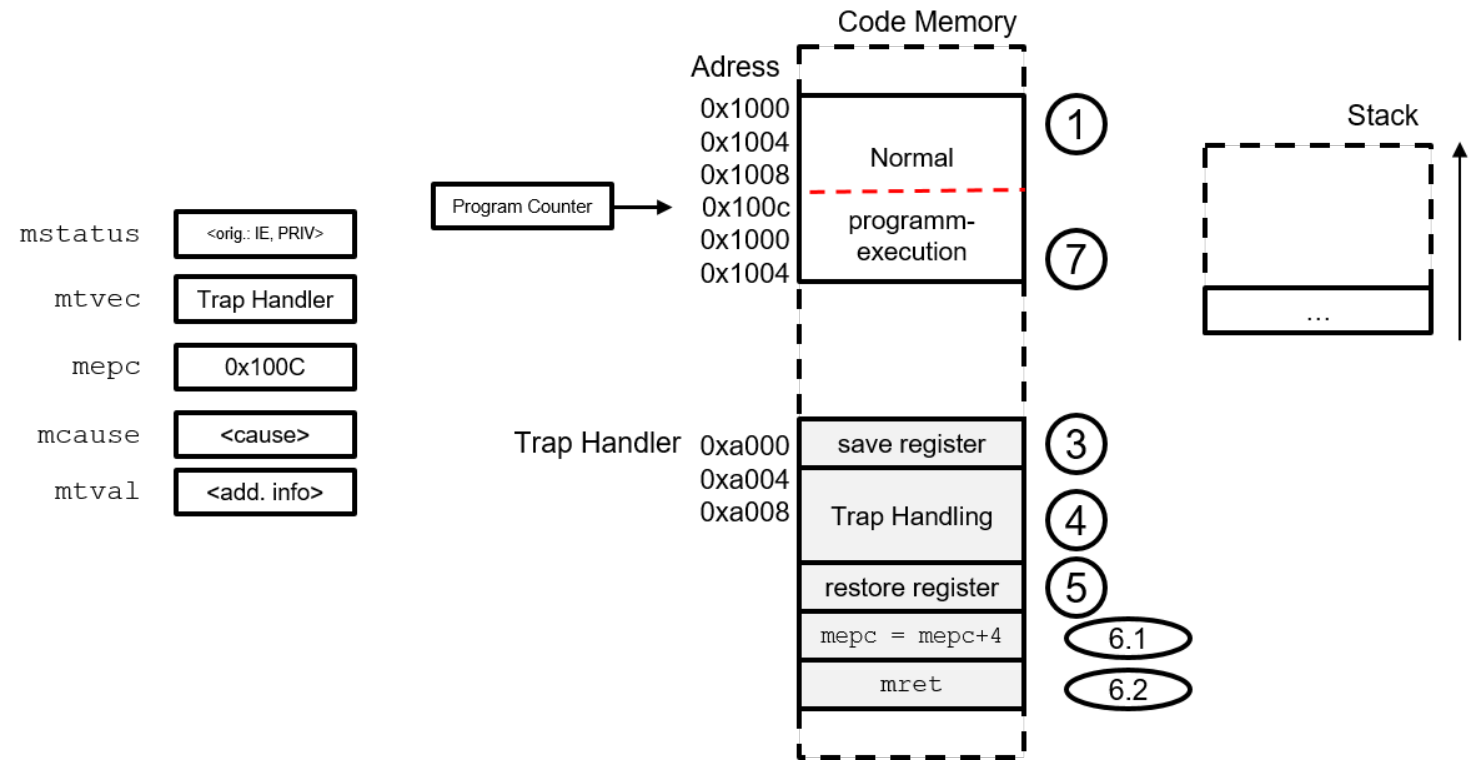 Code Memory
Adress
0x1000
0x1004
0x1008
0x100c
0x1000
0x1004
Normal
programm-
execution
1
7
Stack
...
Program Counter
mstatus
<orig.: IE, PRIV>
mtvec
Trap Handler
mepc
0x100C
mcause
<cause>
mtval
<add. info>
Trap Handler
0xa000
0xa004
0xa008
save register
3
Trap Handling
4
restore register
5
mepc = mepc+4
6.1
mret
6.2